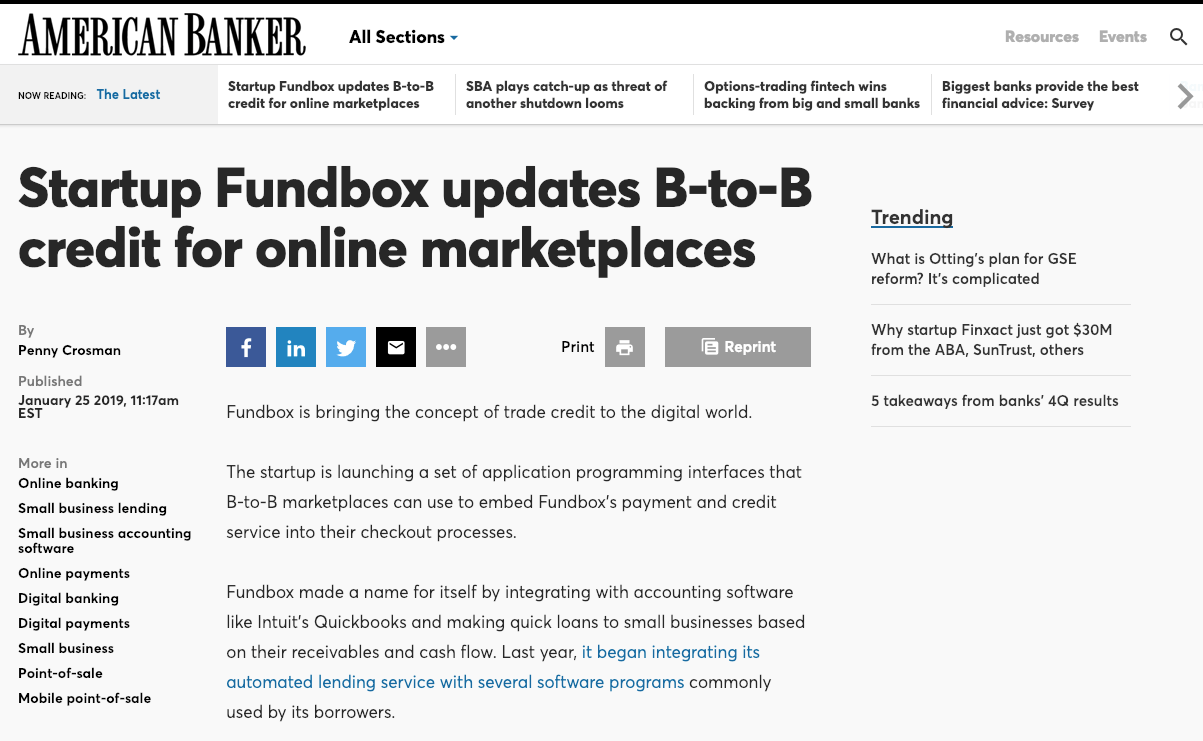 AMERICAN BANKER
All Sections
Resources
Events
NOW READING: The Latest
Startup Fundbox updates B-to-B
credit for online marketplaces
SBA plays catch-up as threat of
another shutdown looms
Options-trading fintech wins
backing from big and small banks
Biggest banks provide the best
financial advice: Survey
Startup Fundbox updates B-to-B
credit for online marketplaces
By
Penny Crosman
Published
January 25 2019, 11:17am
EST
More in
Online banking
Small business lending
Small business accounting
software
Online payments
Digital banking
Digital payments
Small business
Point-of-sale
Mobile point-of-sale
f
in
Print
Reprint
Fundbox is bringing the concept of trade credit to the digital world.
The startup is launching a set of application programming interfaces that
B-to-B marketplaces can use to embed Fundbox's payment and credit
service into their checkout processes.
Fundbox made a name for itself by integrating with accounting software
like Intuit's Quickbooks and making quick loans to small businesses based
on their receivables and cash flow. Last year, it began integrating its
automated lending service with several software programs commonly
used by its borrowers.
Trending
What is Otting's plan for GSE
reform? It's complicated
Why startup Finxact just got $30M
from the ABA, SunTrust, others
5 takeaways from banks' 4Q results